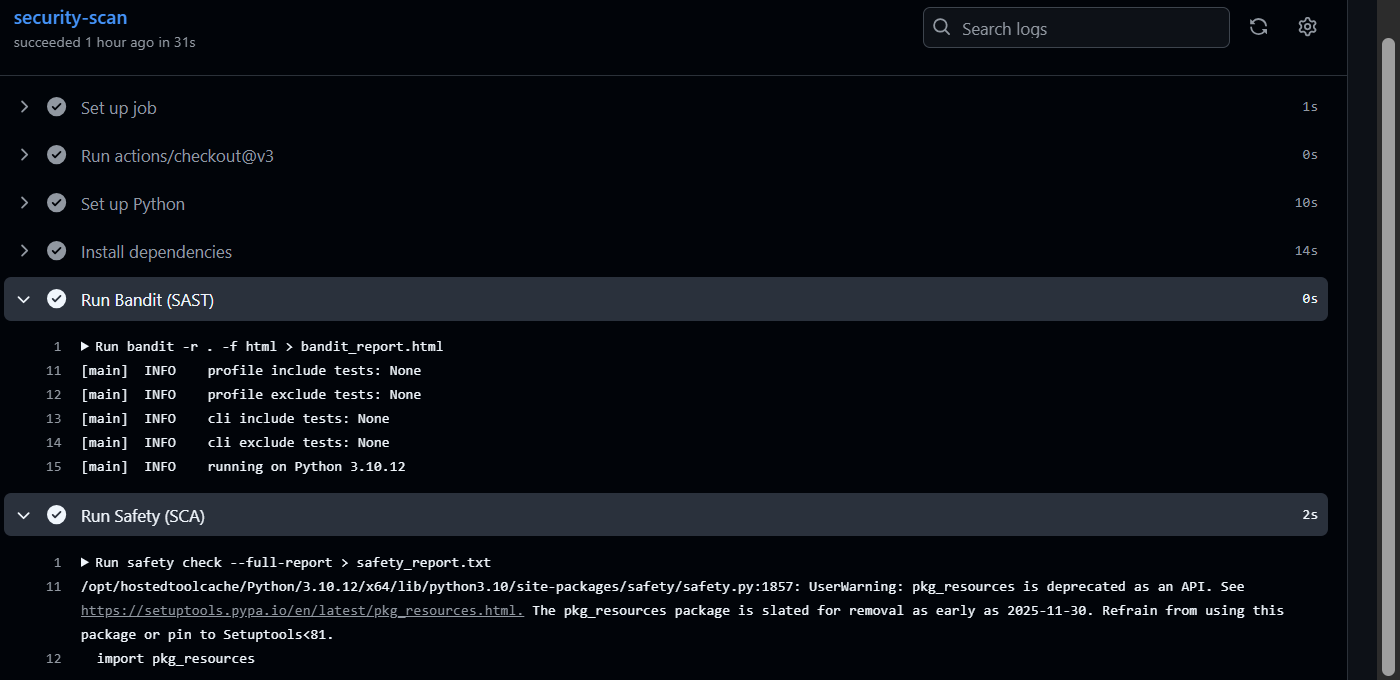 security-scan
succeeded 1 hour ago in 31s
Search logs
Set up job 1s
Run actions/checkout@v3 0s
Set up Python 10s
Install dependencies 14s
Run Bandit (SAST) 0s
1 Run bandit -r . -f html > bandit_report.html
11 [main] INFO profile include tests: None
12 [main] INFO profile exclude tests: None
13 [main] INFO cli include tests: None
14 [main] INFO cli exclude tests: None
15 [main] INFO running on Python 3.10.12
Run Safety (SCA) 2s
1 Run safety check --full-report > safety_report.txt
11 /opt/hostedtoolcache/Python/3.10.12/x64/lib/python3.10/site-packages/safety/safety.py:1857: UserWarning: pkg_resources is deprecated as an API. See
https://setuptools.pypa.io/en/latest/pkg_resources.html. The pkg_resources package is slated for removal as early as 2025-11-30. Refrain from using this
package or pin to Setuptools<81.
12 import pkg_resources